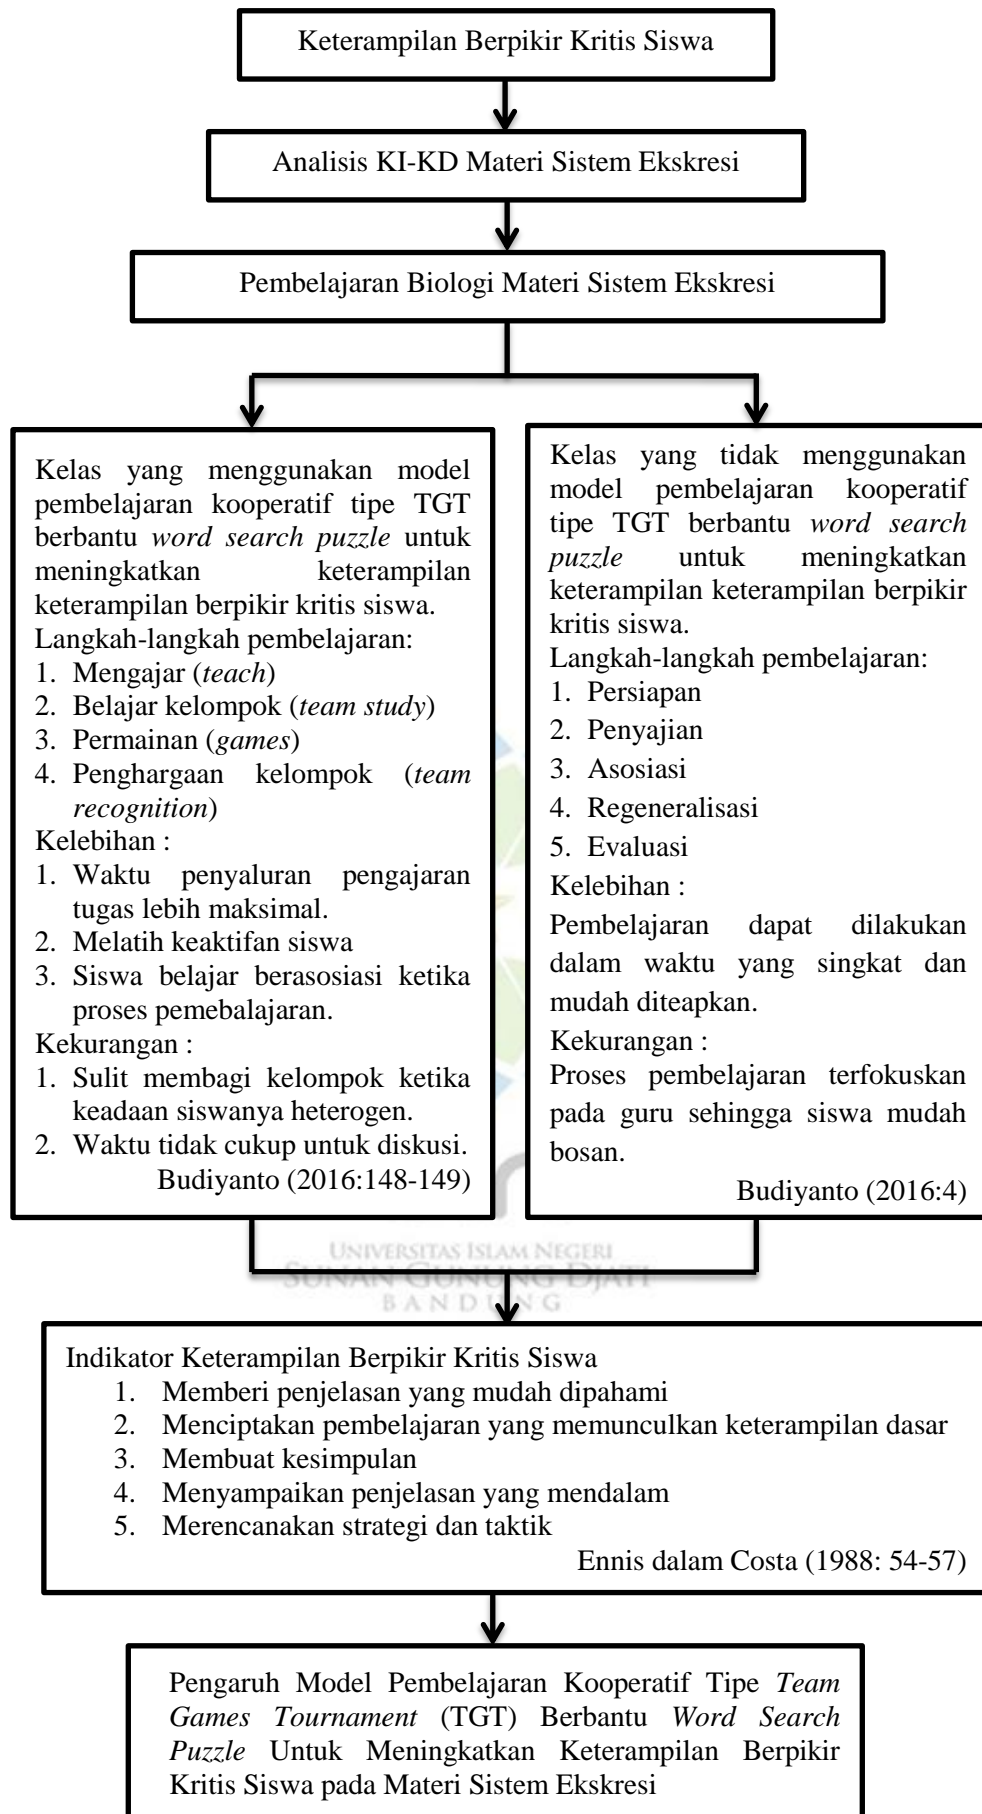 Keterampilan Berpikir Kritis Siswa
Analisis KI-KD Materi Sistem Ekskresi
Pembelajaran Biologi Materi Sistem Ekskresi
Kelas yang menggunakan model
pembelajaran kooperatif tipe TGT
berbantu word search puzzle untuk
meningkatkan keterampilan
keterampilan berpikir kritis siswa.
Langkah-langkah pembelajaran:
1. Mengajar (teach)
2. Belajar kelompok (team study)
3. Permainan (games)
4. Penghargaan kelompok (team
recognition)
Kelebihan :
1. Waktu penyaluran pengajaran
tugas lebih maksimal.
2. Melatih keaktifan siswa
3. Siswa belajar berasosiasi ketika
proses pemebalajaran.
Kekurangan :
1. Sulit membagi kelompok ketika
keadaan siswanya heterogen.
2. Waktu tidak cukup untuk diskusi.
Budiyanto (2016:148-149)
Kelas yang tidak menggunakan
model pembelajaran kooperatif
tipe TGT berbantu word search
puzzle untuk meningkatkan
keterampilan keterampilan berpikir
kritis siswa.
Langkah-langkah pembelajaran:
1. Persiapan
2. Penyajian
3. Asosiasi
4. Regeneralisasi
5. Evaluasi
Kelebihan :
Pembelajaran dapat dilakukan
dalam waktu yang singkat dan
mudah diteapkan.
Kekurangan :
Proses pembelajaran terfokuskan
pada guru sehingga siswa mudah
bosan.
Budiyanto (2016:4)
UNIVERSITAS ISLAM NEGERI
SUNAN GUNUNG DJATI
BANDUNG
Indikator Keterampilan Berpikir Kritis Siswa
1. Memberi penjelasan yang mudah dipahami
2. Menciptakan pembelajaran yang memunculkan keterampilan dasar
3. Membuat kesimpulan
4. Menyampaikan penjelasan yang mendalam
5. Merencanakan strategi dan taktik
Ennis dalam Costa (1988: 54-57)
Pengaruh Model Pembelajaran Kooperatif Tipe Team
Games Tournament (TGT) Berbantu Word Search
Puzzle Untuk Meningkatkan Keterampilan Berpikir
Kritis Siswa pada Materi Sistem Ekskresi